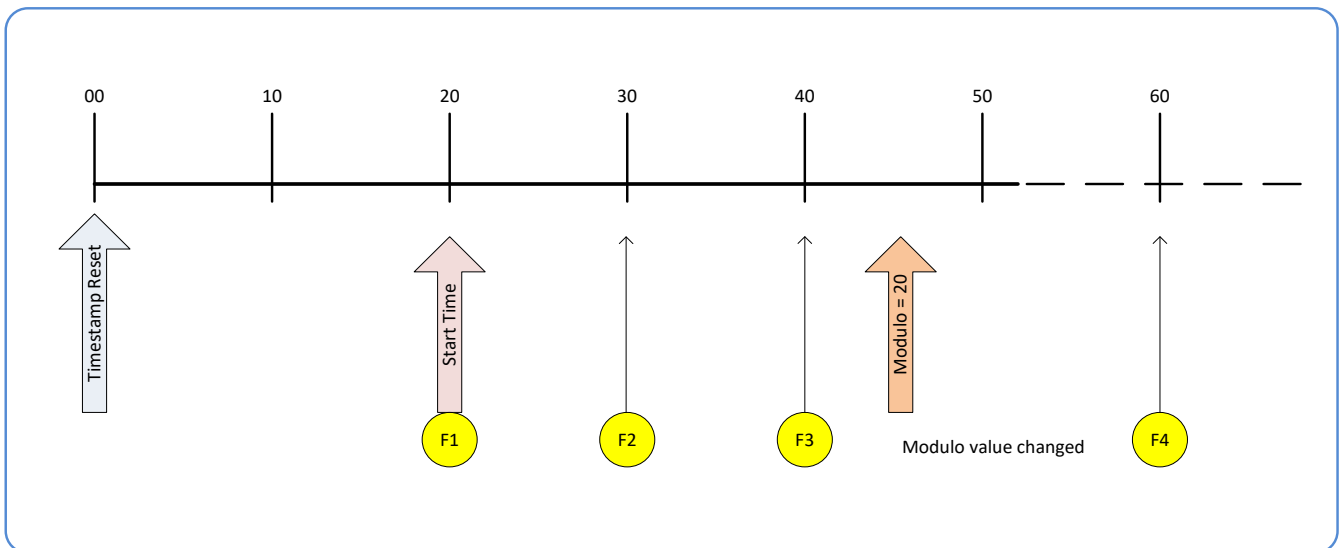 00
10
20
30
40
50
60
Timestamp Reset
Start Time
Modulo = 20
F1
F2
F3
Modulo value changed
F4